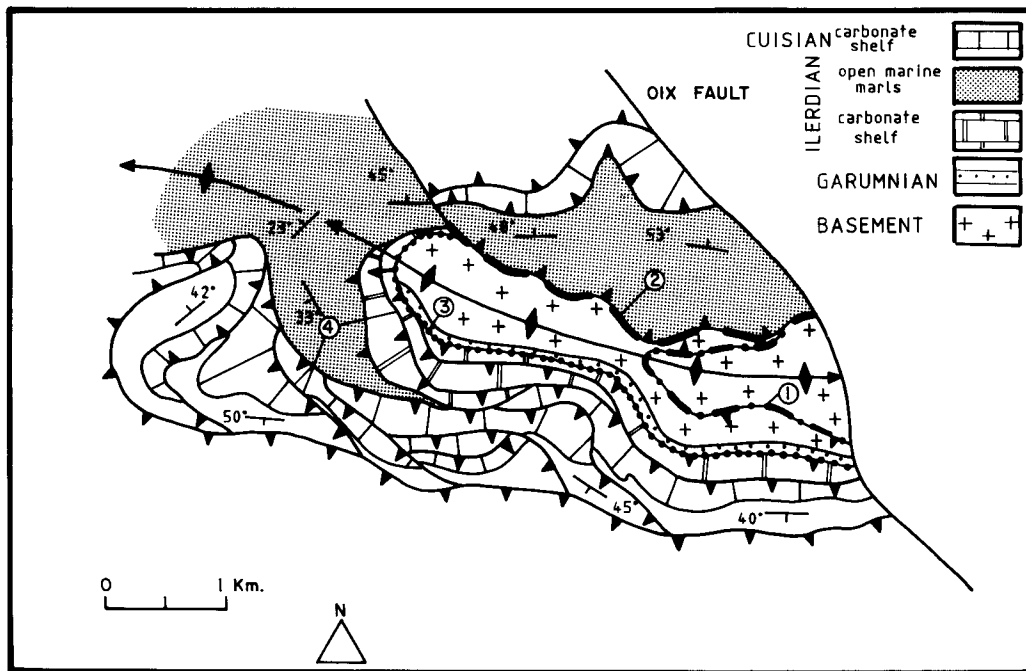 CUISIAN carbonate shelf
ILERDIAN
open marine marls
carbonate shelf
GARUMNIAN
BASEMENT
OIX FAULT
45°
48°
53°
23°
42°
33°
50°
45°
40°
2
3
4
1
0 1 Km.
N